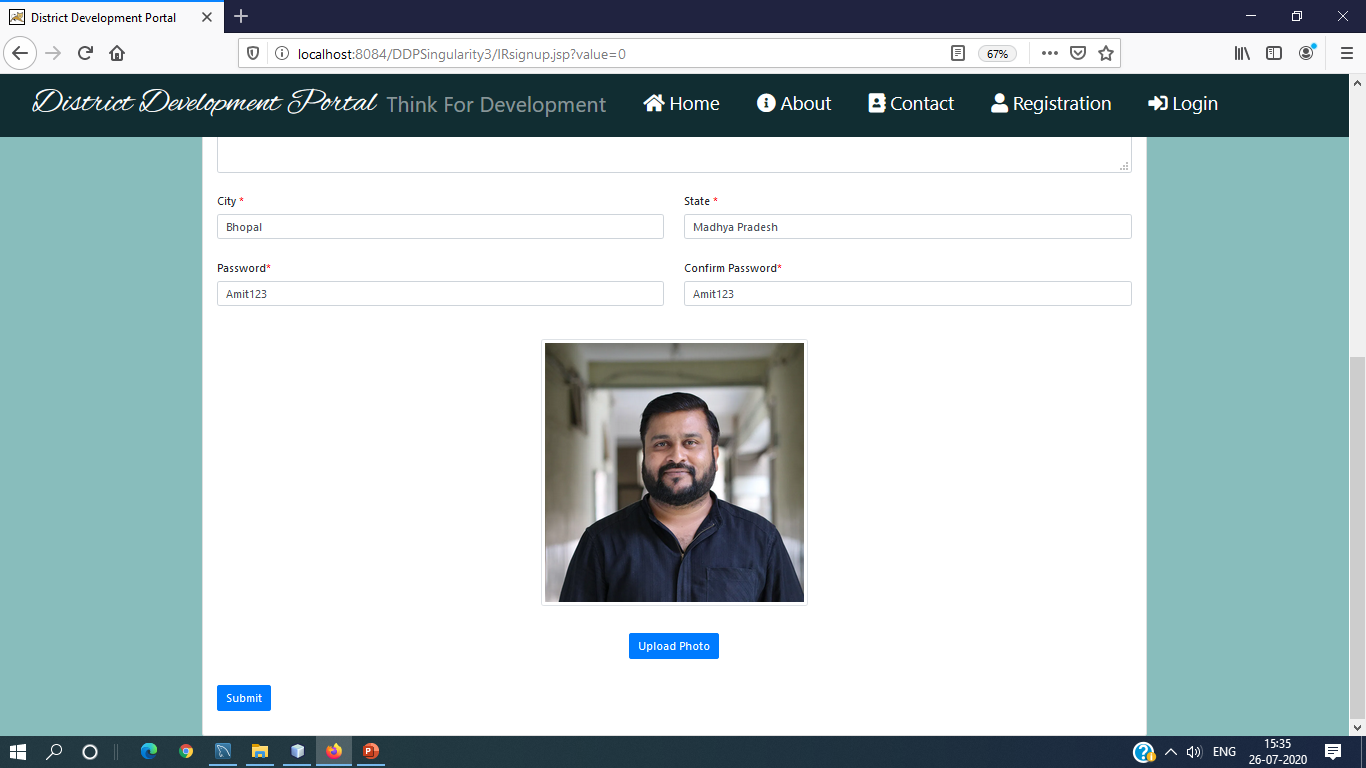 District Development Portal
localhost:8084/DDPSingularity3/IRsignup.jsp?value=0 67%
District Development Portal Think For Development Home About Contact Registration Login
City * State *
Bhopal Madhya Pradesh
Password* Confirm Password*
Amit123 Amit123
Upload Photo
Submit
ENG 15:35
26-07-2020